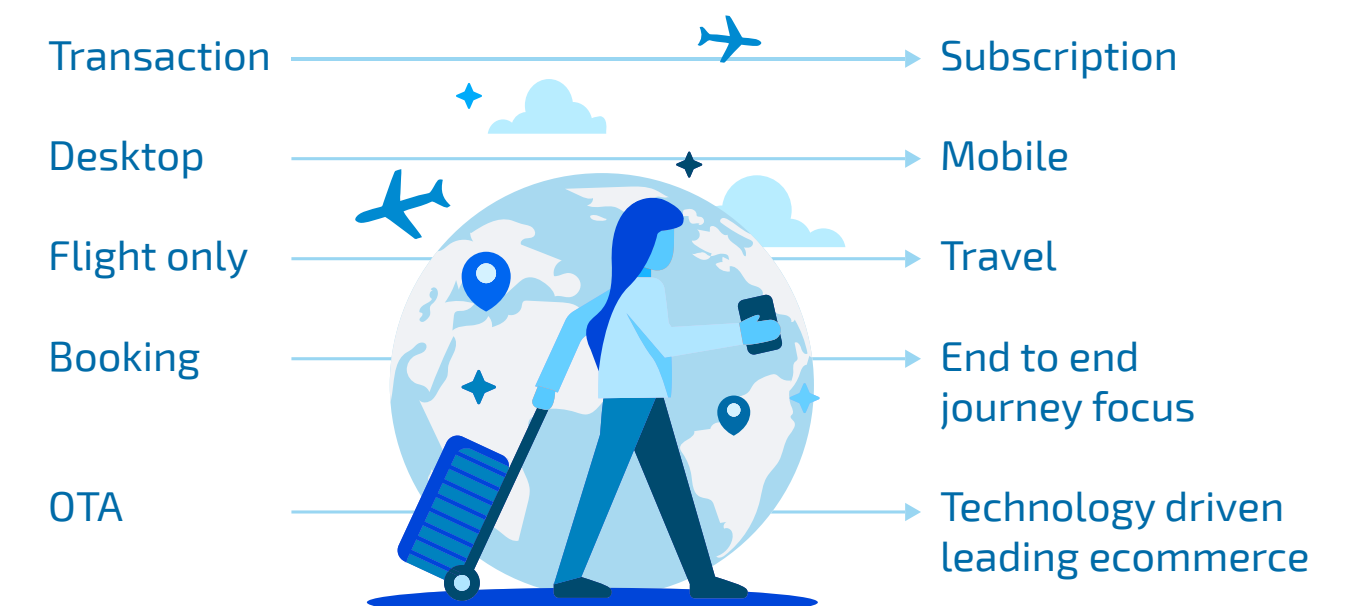 Transaction
Subscription
Desktop
Mobile
Flight only
Travel
Booking
End to end
journey focus
OTA
Technology driven
leading ecommerce